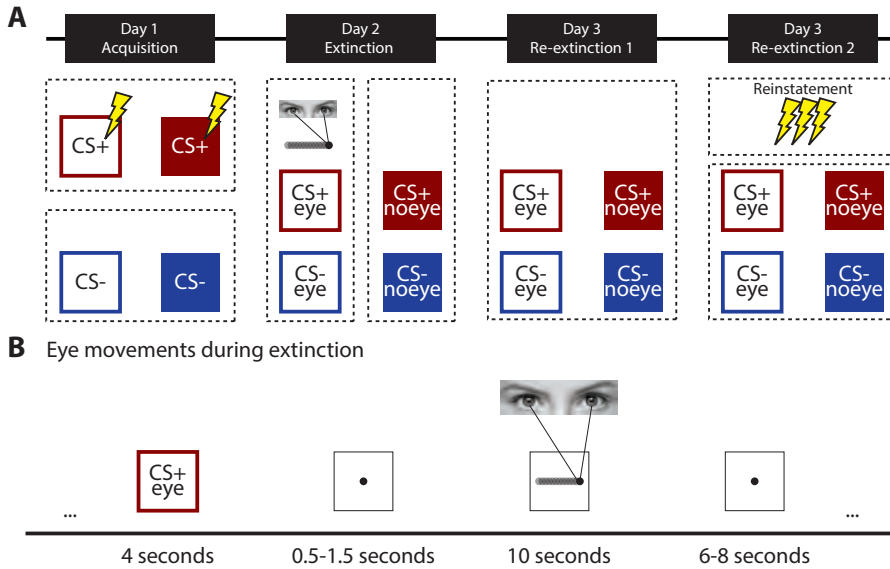 A
Day 1
Acquisition
Day 2
Extinction
Day 3
Re-extinction 1
Day 3
Re-extinction 2
CS+
CS+
CS-
CS-
CS+
eye
CS+
noeye
CS-
eye
CS-
noeye
CS+
eye
CS+
noeye
CS-
eye
CS-
noeye
Reinstatement
CS+
eye
CS+
noeye
CS-
eye
CS-
noeye
B Eye movements during extinction
...
CS+
eye
...
4 seconds
0.5-1.5 seconds
10 seconds
6-8 seconds